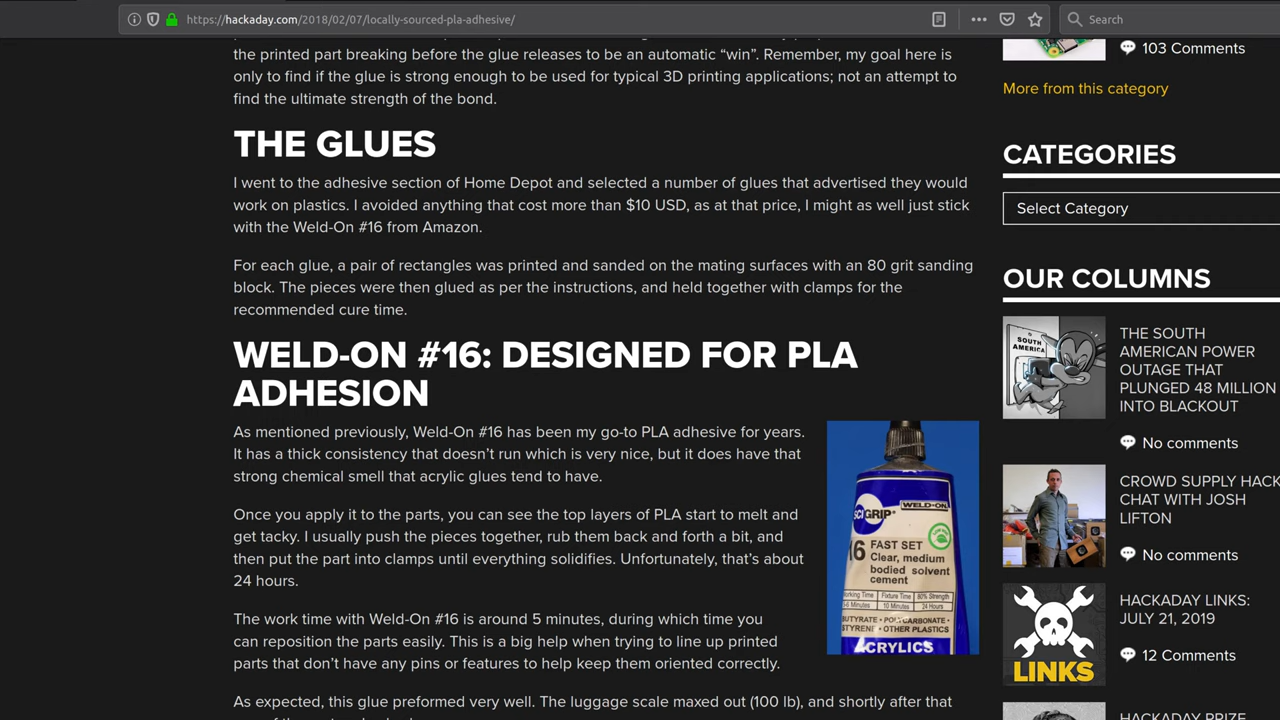 https://hackaday.com/2018/02/07/locally-sourced-pla-adhesive/
Search
the printed part breaking before the glue releases to be an automatic “win”. Remember, my goal here is
only to find if the glue is strong enough to be used for typical 3D printing applications; not an attempt to
find the ultimate strength of the bond.
THE GLUES
I went to the adhesive section of Home Depot and selected a number of glues that advertised they would
work on plastics. I avoided anything that cost more than $10 USD, as at that price, I might as well just stick
with the Weld-On #16 from Amazon.
For each glue, a pair of rectangles was printed and sanded on the mating surfaces with an 80 grit sanding
block. The pieces were then glued as per the instructions, and held together with clamps for the
recommended cure time.
WELD-ON #16: DESIGNED FOR PLA
ADHESION
As mentioned previously, Weld-On #16 has been my go-to PLA adhesive for years.
It has a thick consistency that doesn’t run which is very nice, but it does have that
strong chemical smell that acrylic glues tend to have.
Once you apply it to the parts, you can see the top layers of PLA start to melt and
get tacky. I usually push the pieces together, rub them back and forth a bit, and
then put the part into clamps until everything solidifies. Unfortunately, that’s about
24 hours.
The work time with Weld-On #16 is around 5 minutes, during which time you
can reposition the parts easily. This is a big help when trying to line up printed
parts that don’t have any pins or features to help keep them oriented correctly.
As expected, this glue preformed very well. The luggage scale maxed out (100 lb), and shortly after that
SCIGRIP
WELD-ON
16 FAST SET
Clear, medium
bodied solvent
cement
Fixture Time 80% Strength
10 Minutes 24 Hours
BUTYRATE • POLYCARBONATE •
STYRENE • OTHER PLASTICS
ACRYLICS
103 Comments
More from this category
CATEGORIES
Select Category
OUR COLUMNS
SOUTH
AMERICA
THE SOUTH
AMERICAN POWER
OUTAGE THAT
PLUNGED 48 MILLION
INTO BLACKOUT
No comments
CROWD SUPPLY HACK
CHAT WITH JOSH
LIFTON
No comments
LINKS
HACKADAY LINKS:
JULY 21, 2019
12 Comments
HACKADAY PRIZE